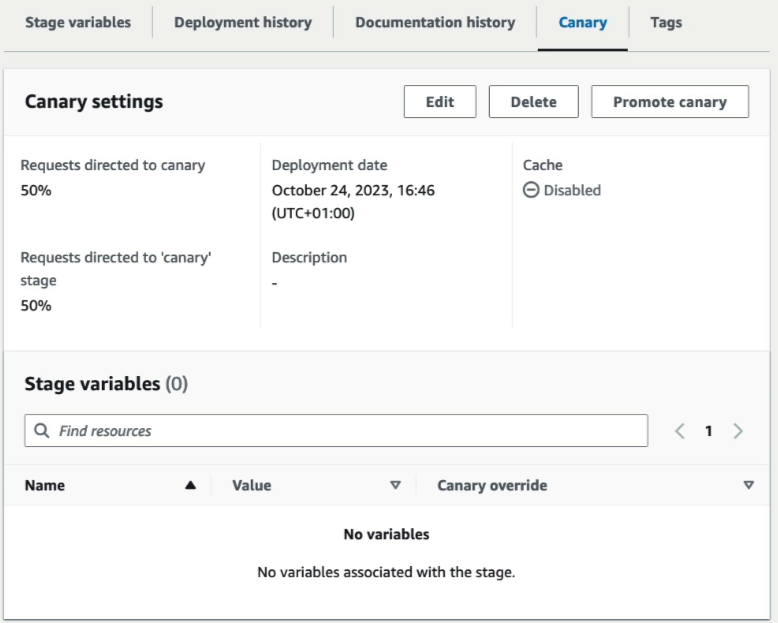 Stage variables
Deployment history
Documentation history
Canary
Tags
Canary settings
Edit
Delete
Promote canary
Requests directed to canary
50%
Requests directed to 'canary'
stage
50%
Deployment date
October 24, 2023, 16:46
(UTC+01:00)
Description
-
Cache
Disabled
Stage variables (0)
Find resources
1
Name
Value
Canary override
No variables
No variables associated with the stage.